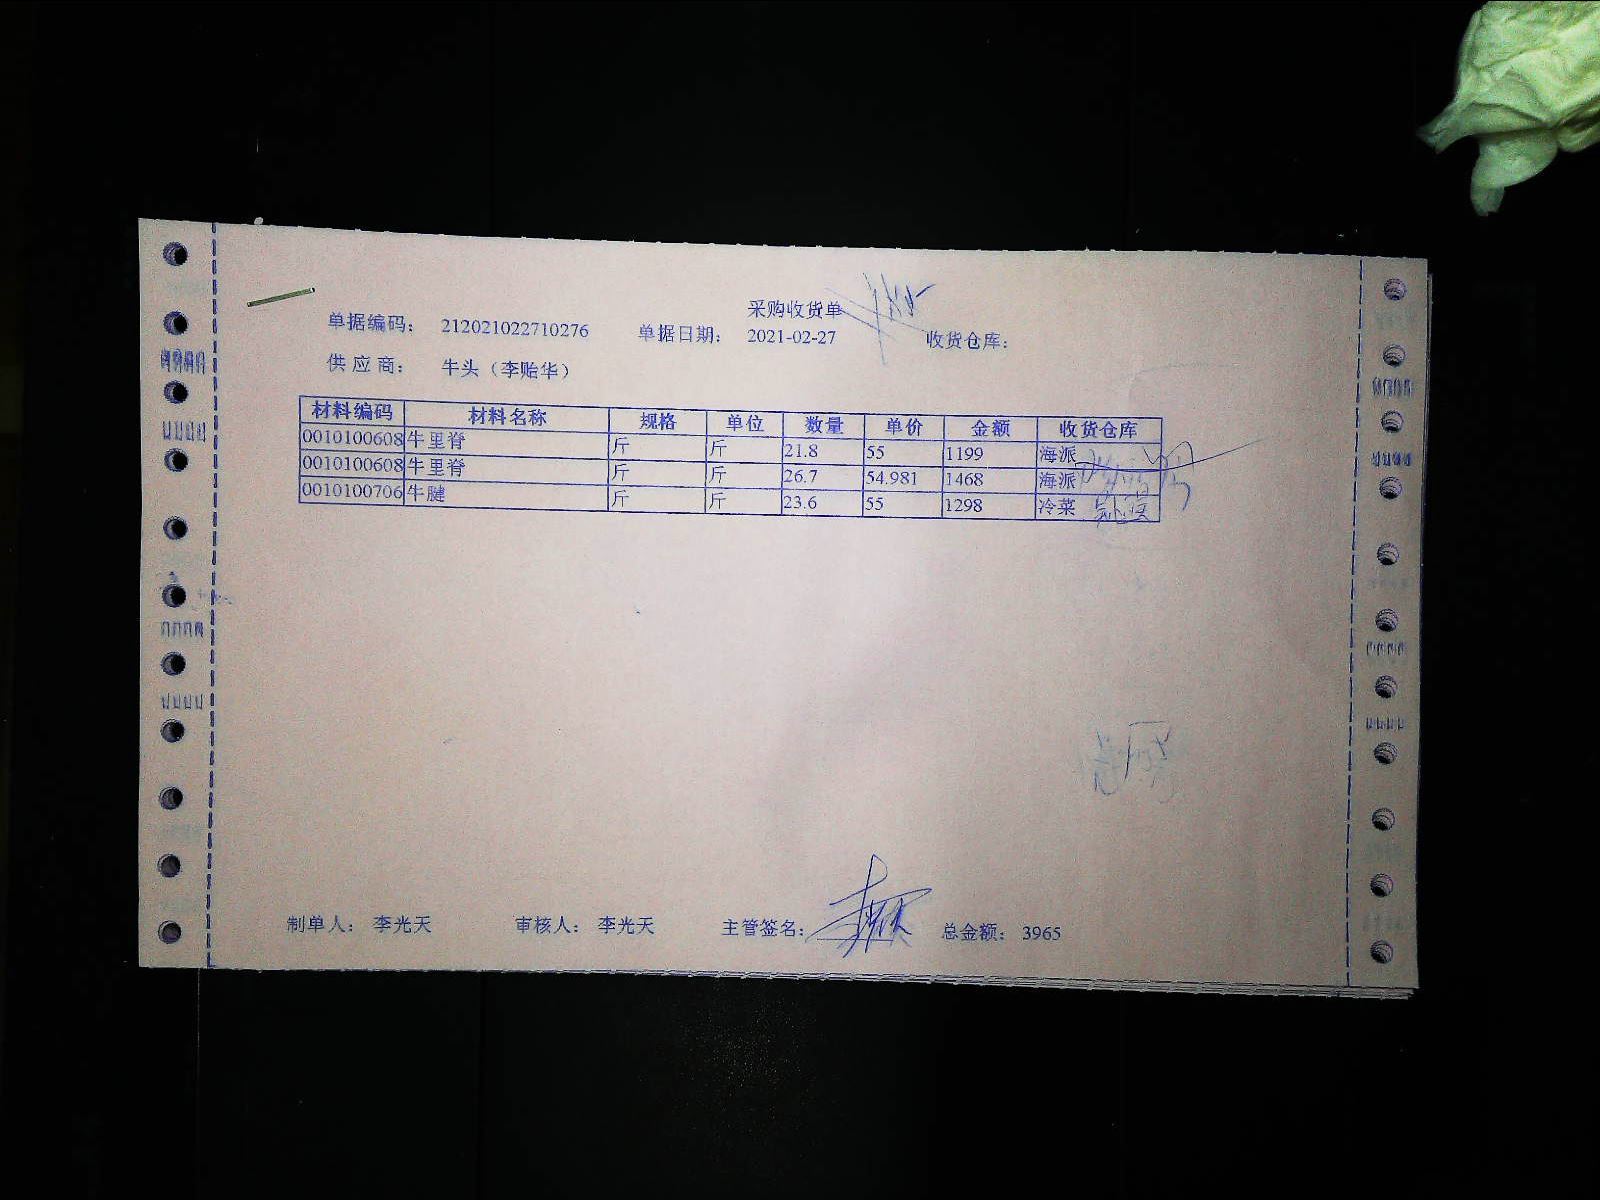 采购收货单
单据编码： 212021022710276 单据日期： 2021-02-27 收货仓库：
供应商： 牛头（李贻华）
材料编码 材料名称 规格 单位 数量 单价 金额 收货仓库
0010100608 牛里脊 斤 斤 21.8 55 1199 海派
0010100608 牛里脊 斤 斤 26.7 54.981 1468 海派
0010100706 牛腱 斤 斤 23.6 55 1298 冷菜
制单人： 李光天 审核人： 李光天 主管签名： 总金额： 3965